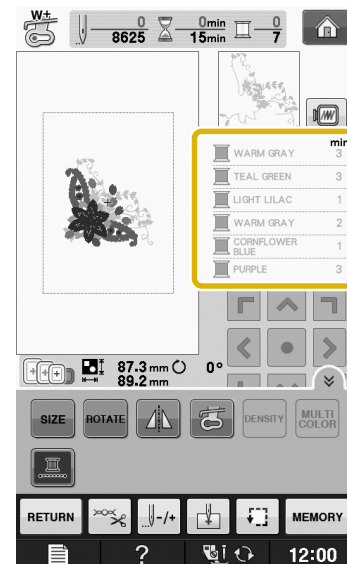 W+
0 0min 0
8625 15min 7
min
WARM GRAY 3
TEAL GREEN 3
LIGHT LILAC 1
WARM GRAY 2
CORNFLOWER BLUE 1
PURPLE 3
87.3 mm 0°
89.2 mm
SIZE ROTATE DENSITY MULTI COLOR
RETURN -/+ MEMORY
? 12:00